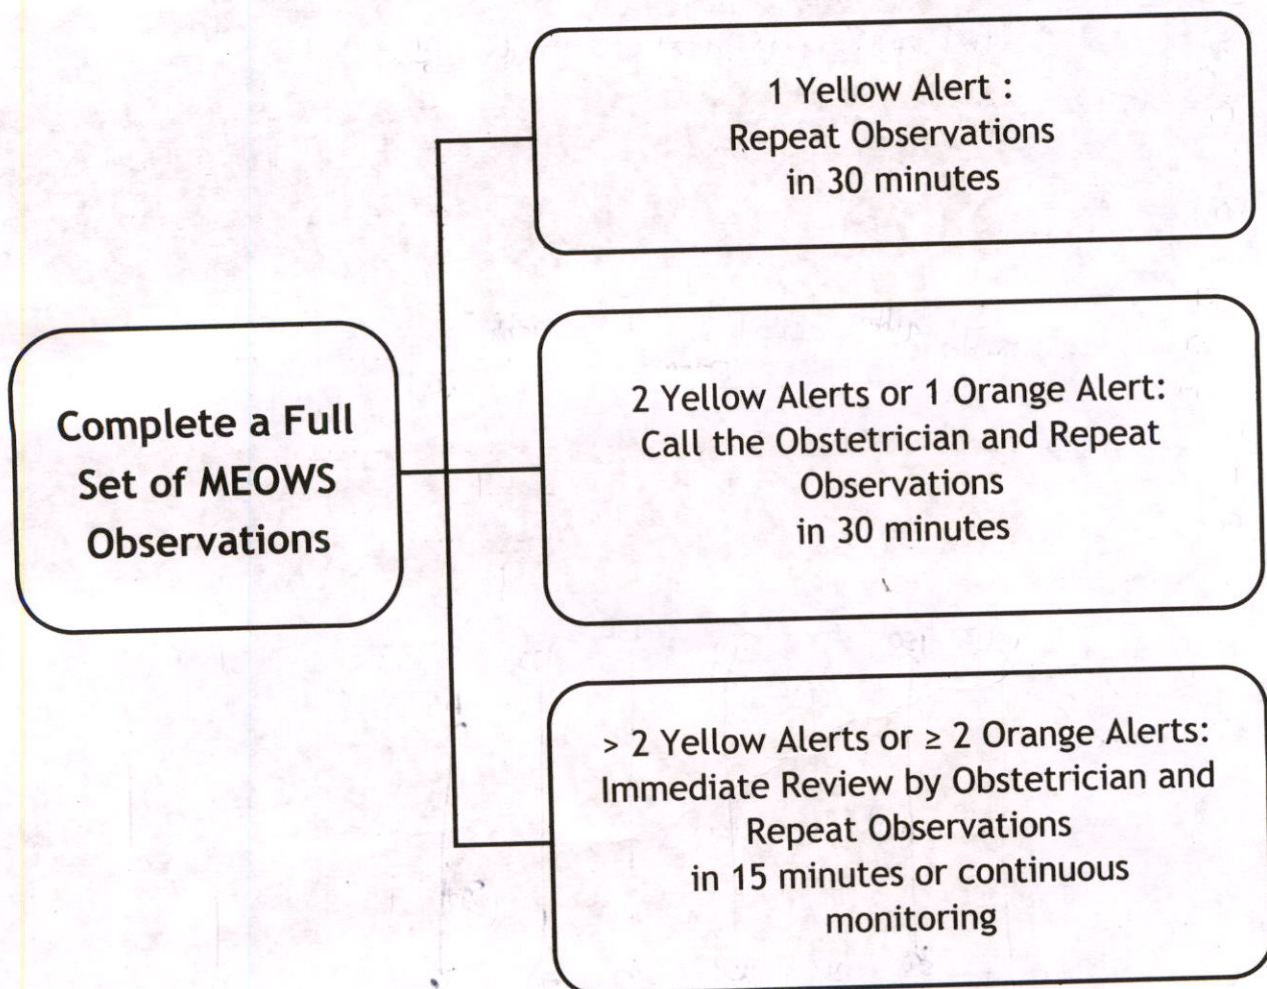 Complete a Full
Set of MEOWS
Observations
1 Yellow Alert :
Repeat Observations
in 30 minutes
2 Yellow Alerts or 1 Orange Alert:
Call the Obstetrician and Repeat
Observations
in 30 minutes
> 2 Yellow Alerts or ≥ 2 Orange Alerts:
Immediate Review by Obstetrician and
Repeat Observations
in 15 minutes or continuous
monitoring